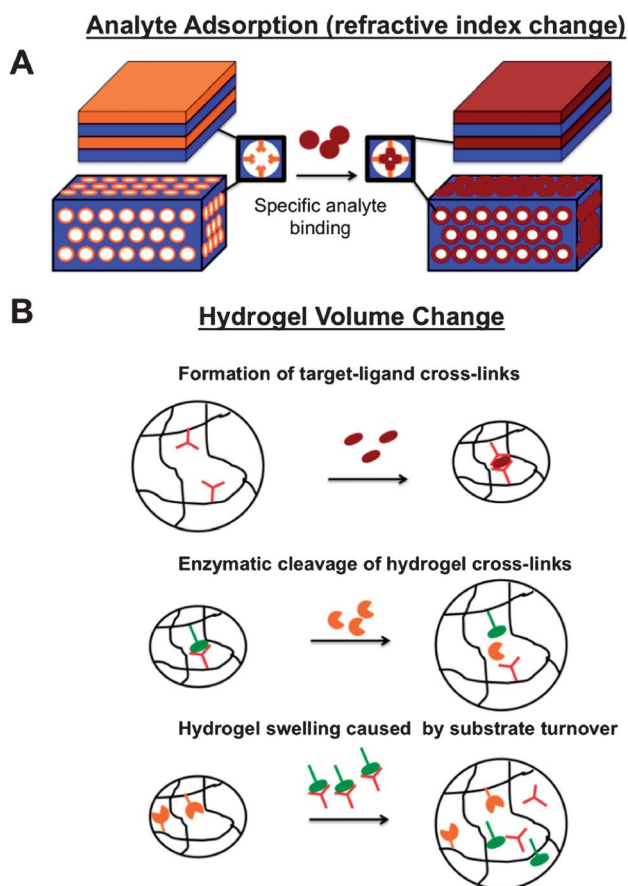 Analyte Adsorption (refractive index change)
A
Specific analyte
binding
B
Hydrogel Volume Change
Formation of target-ligand cross-links
Enzymatic cleavage of hydrogel cross-links
Hydrogel swelling caused by substrate turnover